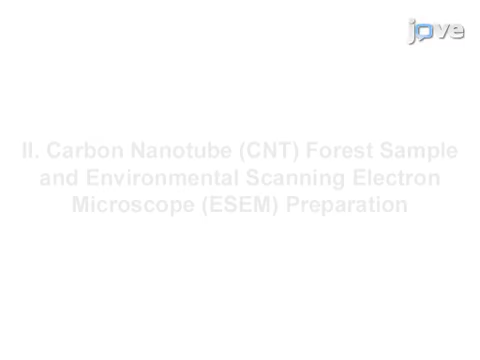 jove
II. Carbon Nanotube (CNT) Forest Sample
and Environmental Scanning Electron
Microscope (ESEM) Preparation